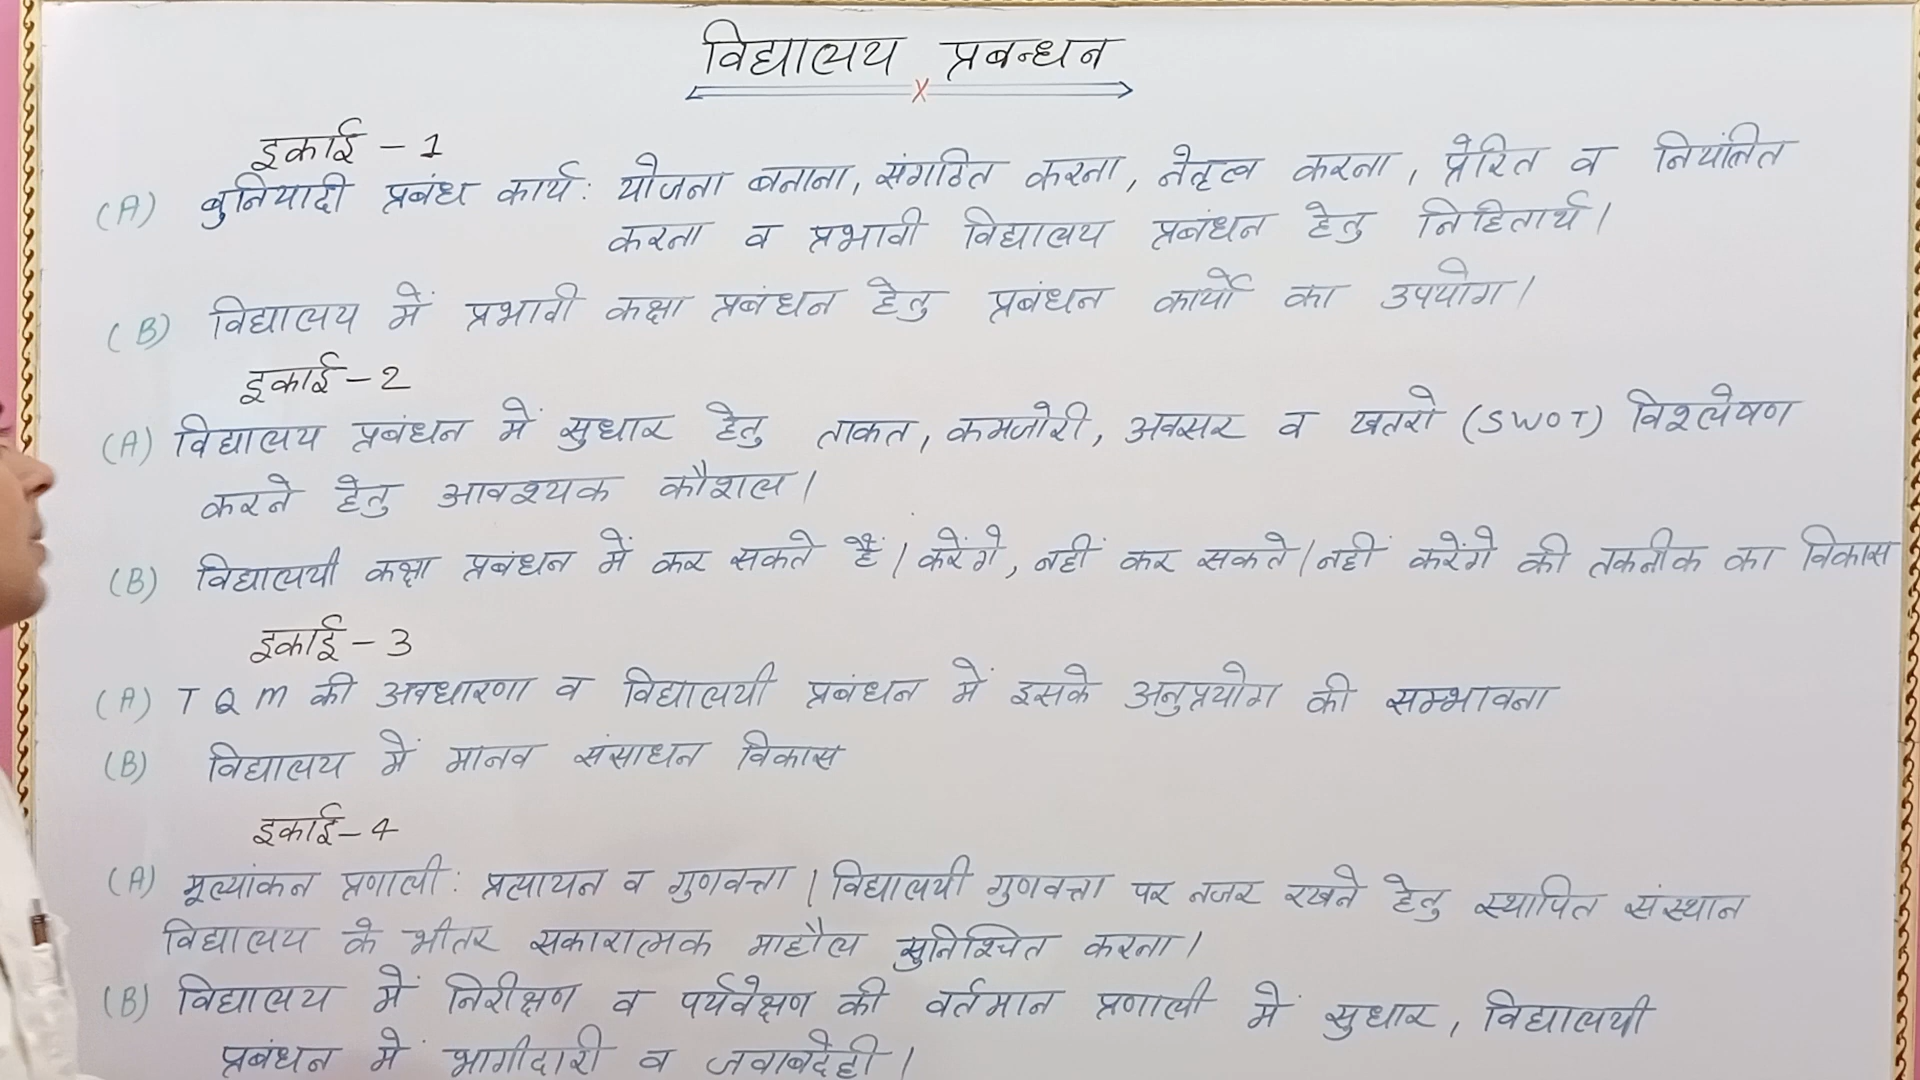 विद्यालय प्रबन्धन
इकाई - 1
(A) बुनियादी प्रबंध कार्य: योजना बनाना, संगठित करना, नेतृत्व करना, प्रेरित व नियंत्रित
करना व प्रभावी विद्यालय प्रबंधन हेतु निहितार्थ।
(B) विद्यालय में प्रभावी कक्षा प्रबंधन हेतु प्रबंधन कार्यों का उपयोग।
इकाई - 2
(A) विद्यालय प्रबंधन में सुधार हेतु ताकत, कमजोरी, अवसर व खतरो (SWOT) विश्लेषण
करने हेतु आवश्यक कौशल।
(B) विद्यालयी कक्षा प्रबंधन में कर सकते हैं। करेंगे, नहीं कर सकते। नहीं करेंगे की तकनीक का विकास
इकाई - 3
(A) TQM की अवधारणा व विद्यालयी प्रबंधन में इसके अनुप्रयोग की सम्भावना
(B) विद्यालय में मानव संसाधन विकास
इकाई - 4
(A) मूल्यांकन प्रणाली: प्रत्यायन व गुणवत्ता। विद्यालयी गुणवत्ता पर नजर रखने हेतु स्थापित संस्थान
विद्यालय के भीतर सकारात्मक माहौल सुनिश्चित करना।
(B) विद्यालय में निरीक्षण व पर्यवेक्षण की वर्तमान प्रणाली में सुधार, विद्यालयी
प्रबंधन में भागीदारी व जवाबदेही।